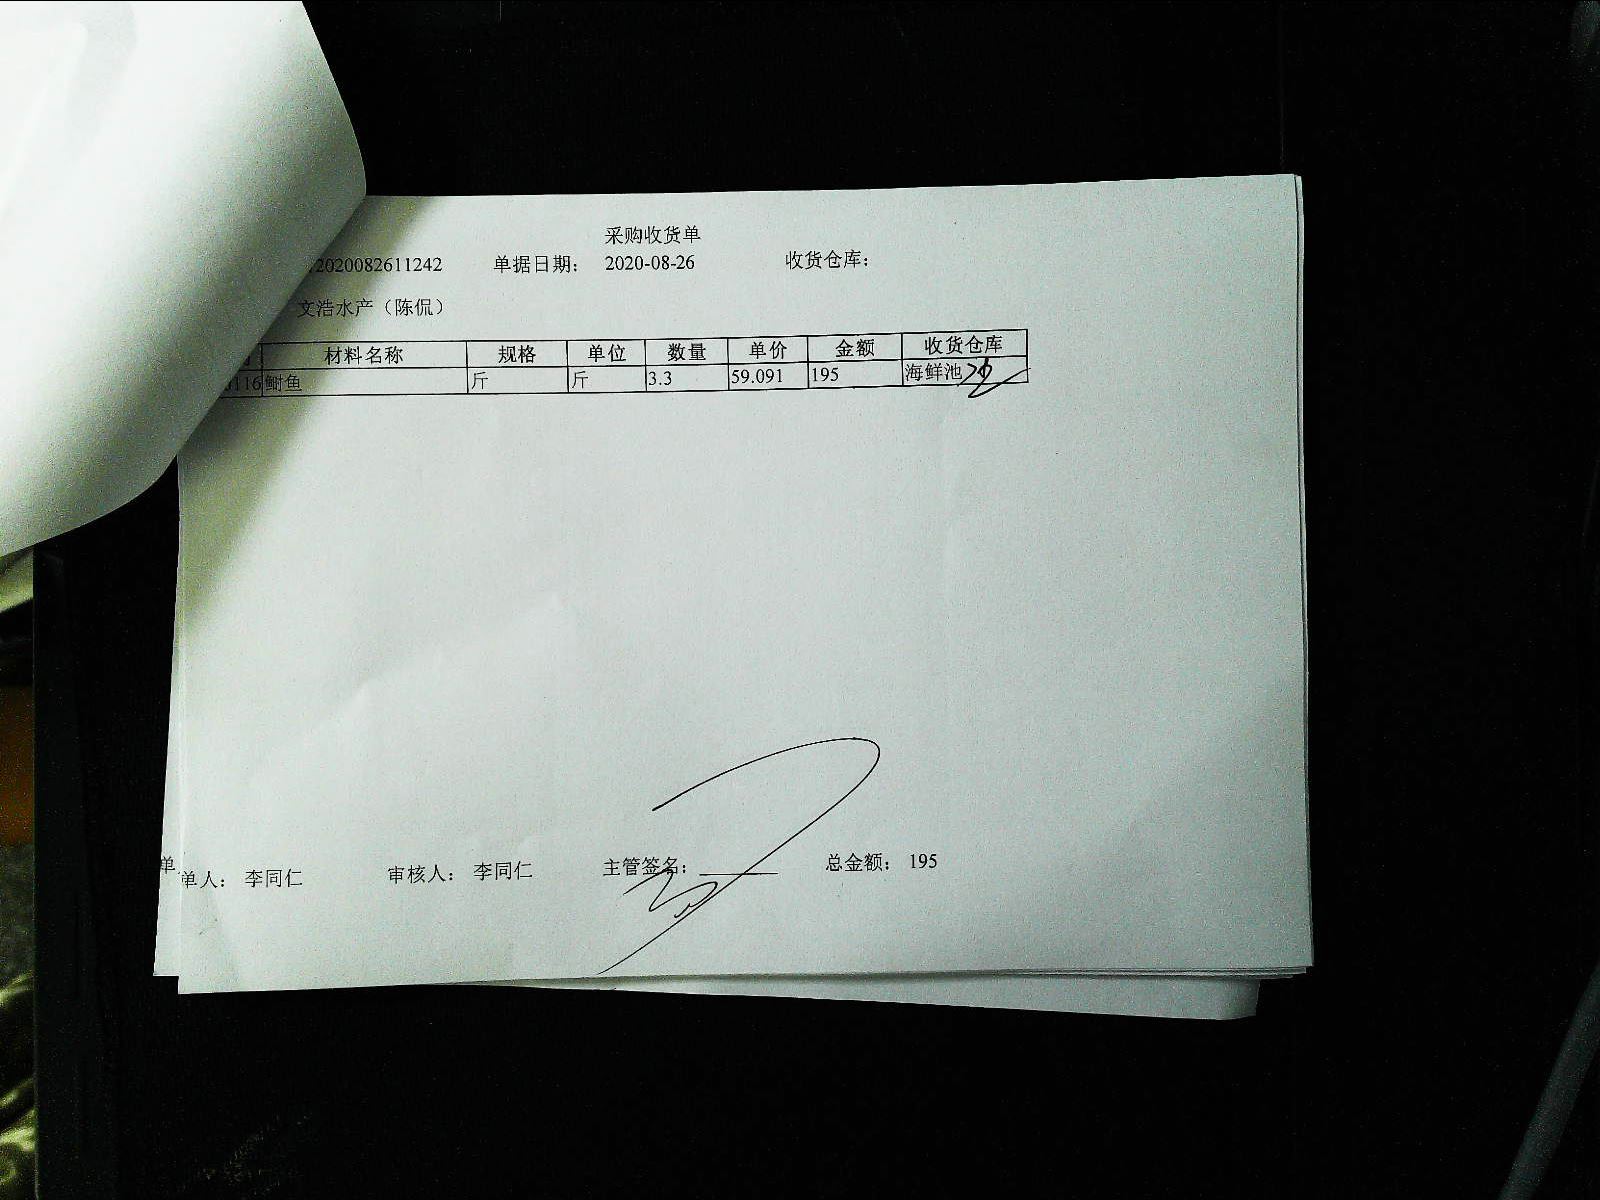 采购收货单
2020082611242 单据日期： 2020-08-26 收货仓库：
文浩水产（陈侃）
材料名称 规格 单位 数量 单价 金额 收货仓库
0116 鲥鱼 斤 斤 3.3 59.091 195 海鲜池
单
单人： 李同仁 审核人： 李同仁 主管签名： 总金额： 195